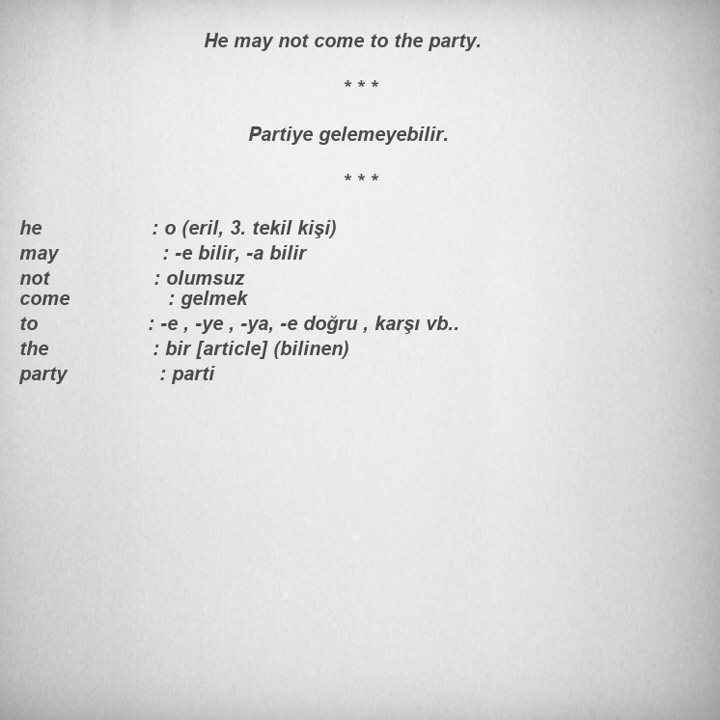 He may not come to the party.
* * *
Partiye gelemeyebilir.
* * *
he : o (eril, 3. tekil kişi)
may : -e bilir, -a bilir
not : olumsuz
come : gelmek
to : -e , -ye , -ya, -e doğru , karşı vb..
the : bir [article] (bilinen)
party : parti